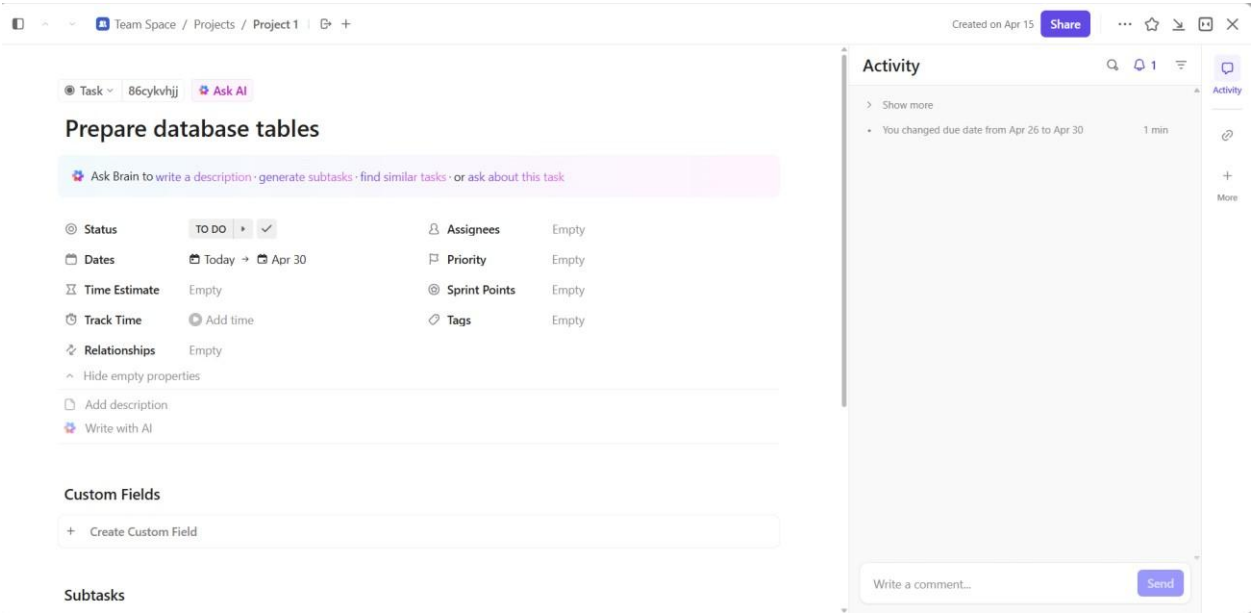 Team Space / Projects / Project 1
Created on Apr 15
Share
Task
86cykvhjj
Ask AI
Prepare database tables
Ask Brain to write a description · generate subtasks · find similar tasks · or ask about this task
Status TO DO
Assignees Empty
Dates Today → Apr 30
Priority Empty
Time Estimate Empty
Sprint Points Empty
Track Time Add time
Tags Empty
Relationships Empty
Hide empty properties
Add description
Write with AI
Custom Fields
+ Create Custom Field
Subtasks
Activity
1
Show more
• You changed due date from Apr 26 to Apr 30 1 min
Write a comment...
Send
Activity
More